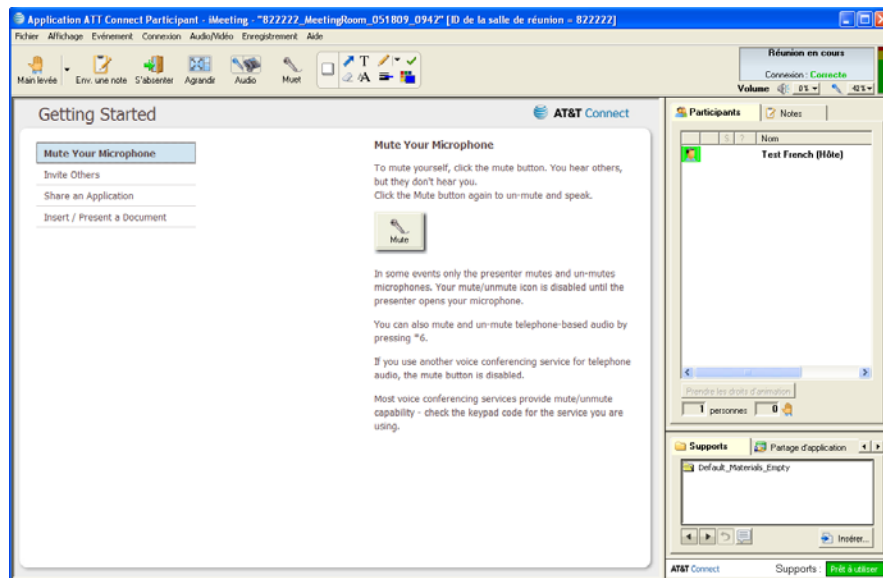 Application ATT Connect Participant - iMeeting - "822222_MeetingRoom_051809_0942" [ID de la salle de réunion = 822222]
Fichier Affichage Evénement Connexion Audio/Vidéo Enregistrement Aide
Main levée Env. une note S'absenter Agrandir Audio Muet
Réunion en cours
Connexion : Correcte
Volume 0% 42%
Getting Started
AT&T Connect
Mute Your Microphone
Invite Others
Share an Application
Insert / Present a Document
Mute Your Microphone
To mute yourself, click the mute button. You hear others,
but they don't hear you.
Click the Mute button again to un-mute and speak.
Mute
In some events only the presenter mutes and un-mutes
microphones. Your mute/unmute icon is disabled until the
presenter opens your microphone.
You can also mute and un-mute telephone-based audio by
pressing *6.
If you use another voice conferencing service for telephone
audio, the mute button is disabled.
Most voice conferencing services provide mute/unmute
capability - check the keypad code for the service you are
using.
Participants Notes
S ? Nom
Test French (Hôte)
Prendre les droits d'animation
1 personnes 0
Supports Partage d'application
Default_Materials_Empty
Insérer...
AT&T Connect Supports : Prêt à utiliser